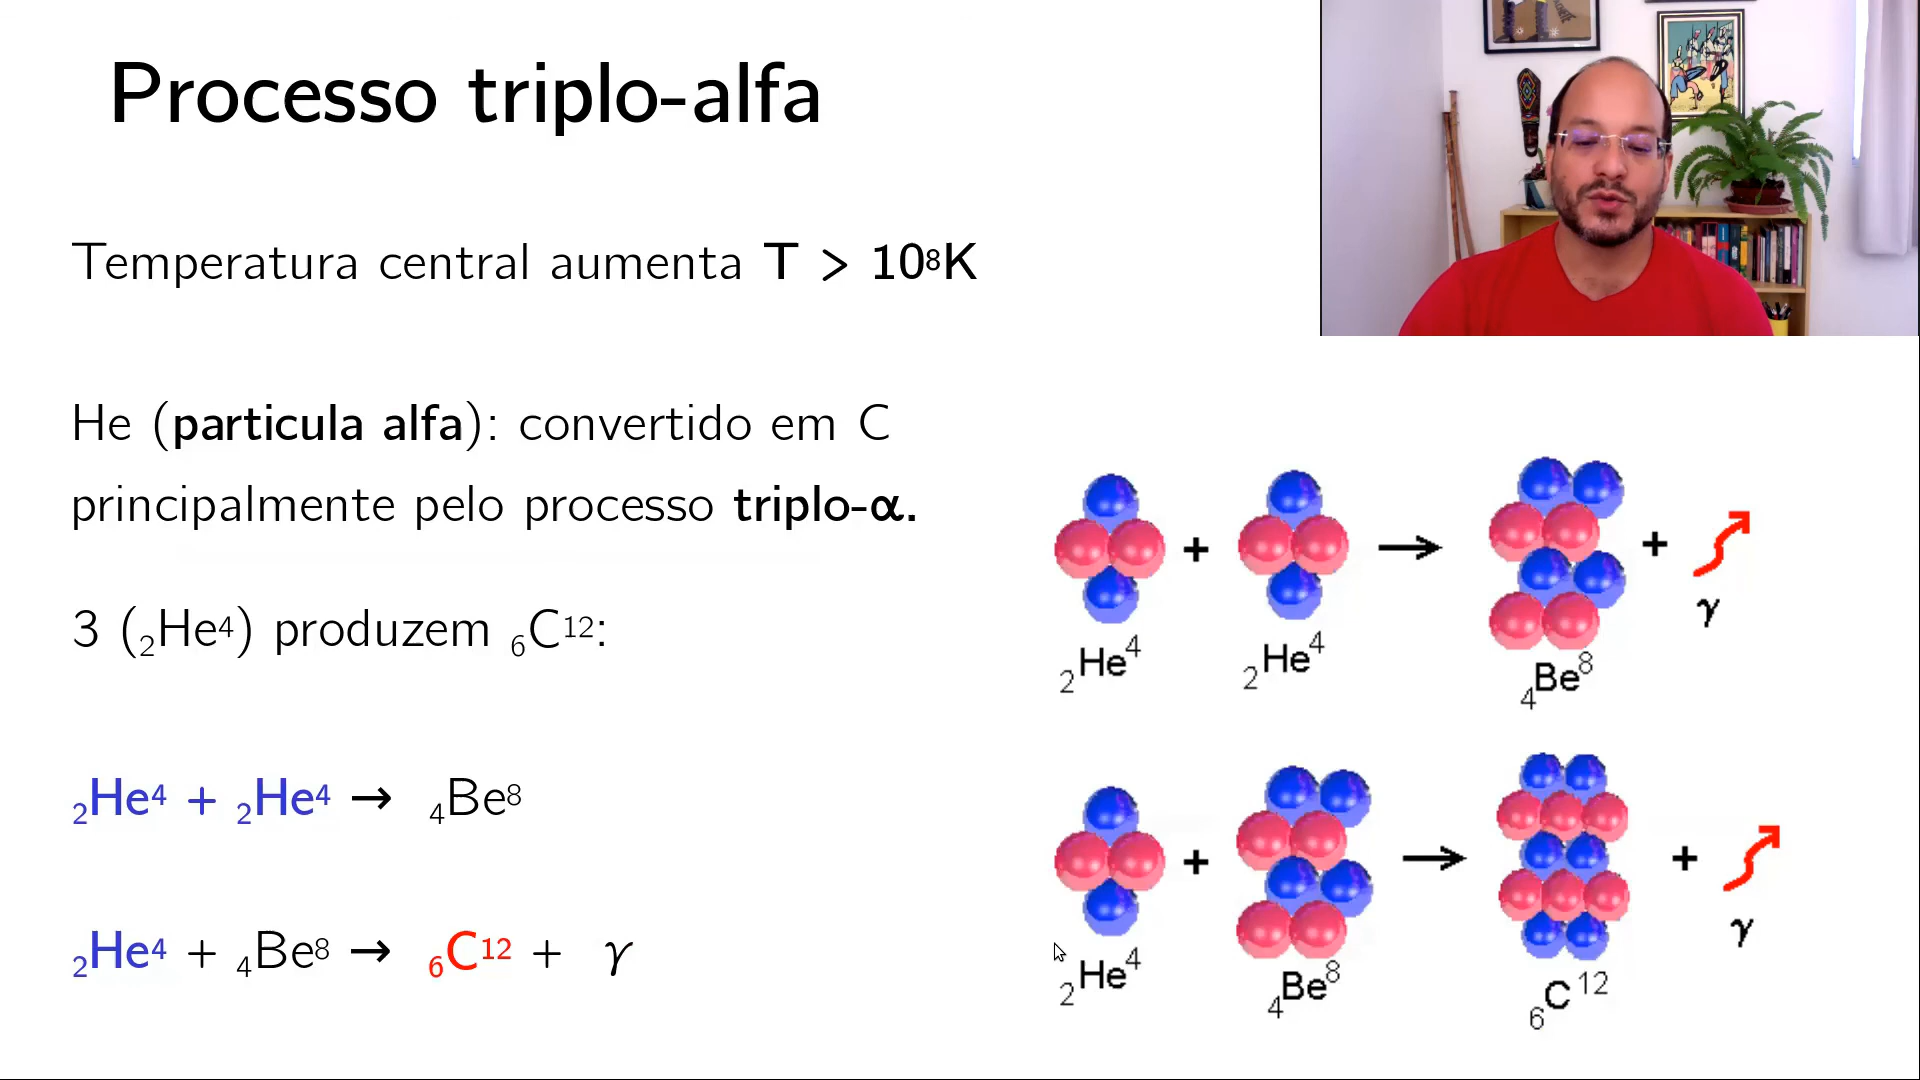 Processo triplo-alfa
Temperatura central aumenta T > 10⁸K
He (particula alfa): convertido em C
principalmente pelo processo triplo-α.
3 (₂He⁴) produzem ₆C¹²:
₂He⁴ + ₂He⁴ → ₄Be⁸
₂He⁴ + ₄Be⁸ → ₆C¹² + γ
+ → + γ
₂He⁴ ₂He⁴ ₄Be⁸
+ → + γ
₂He⁴ ₄Be⁸ ₆C¹²